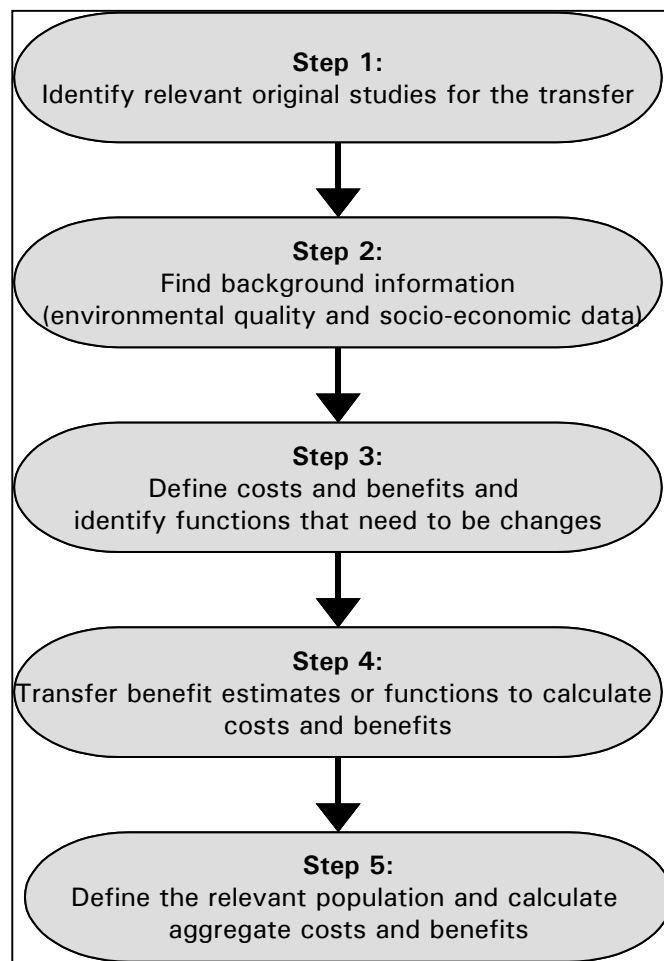 Step 1:
Identify relevant original studies for the transfer
Step 2:
Find background information
(environmental quality and socio-economic data)
Step 3:
Define costs and benefits and
identify functions that need to be changes
Step 4:
Transfer benefit estimates or functions to calculate
costs and benefits
Step 5:
Define the relevant population and calculate
aggregate costs and benefits